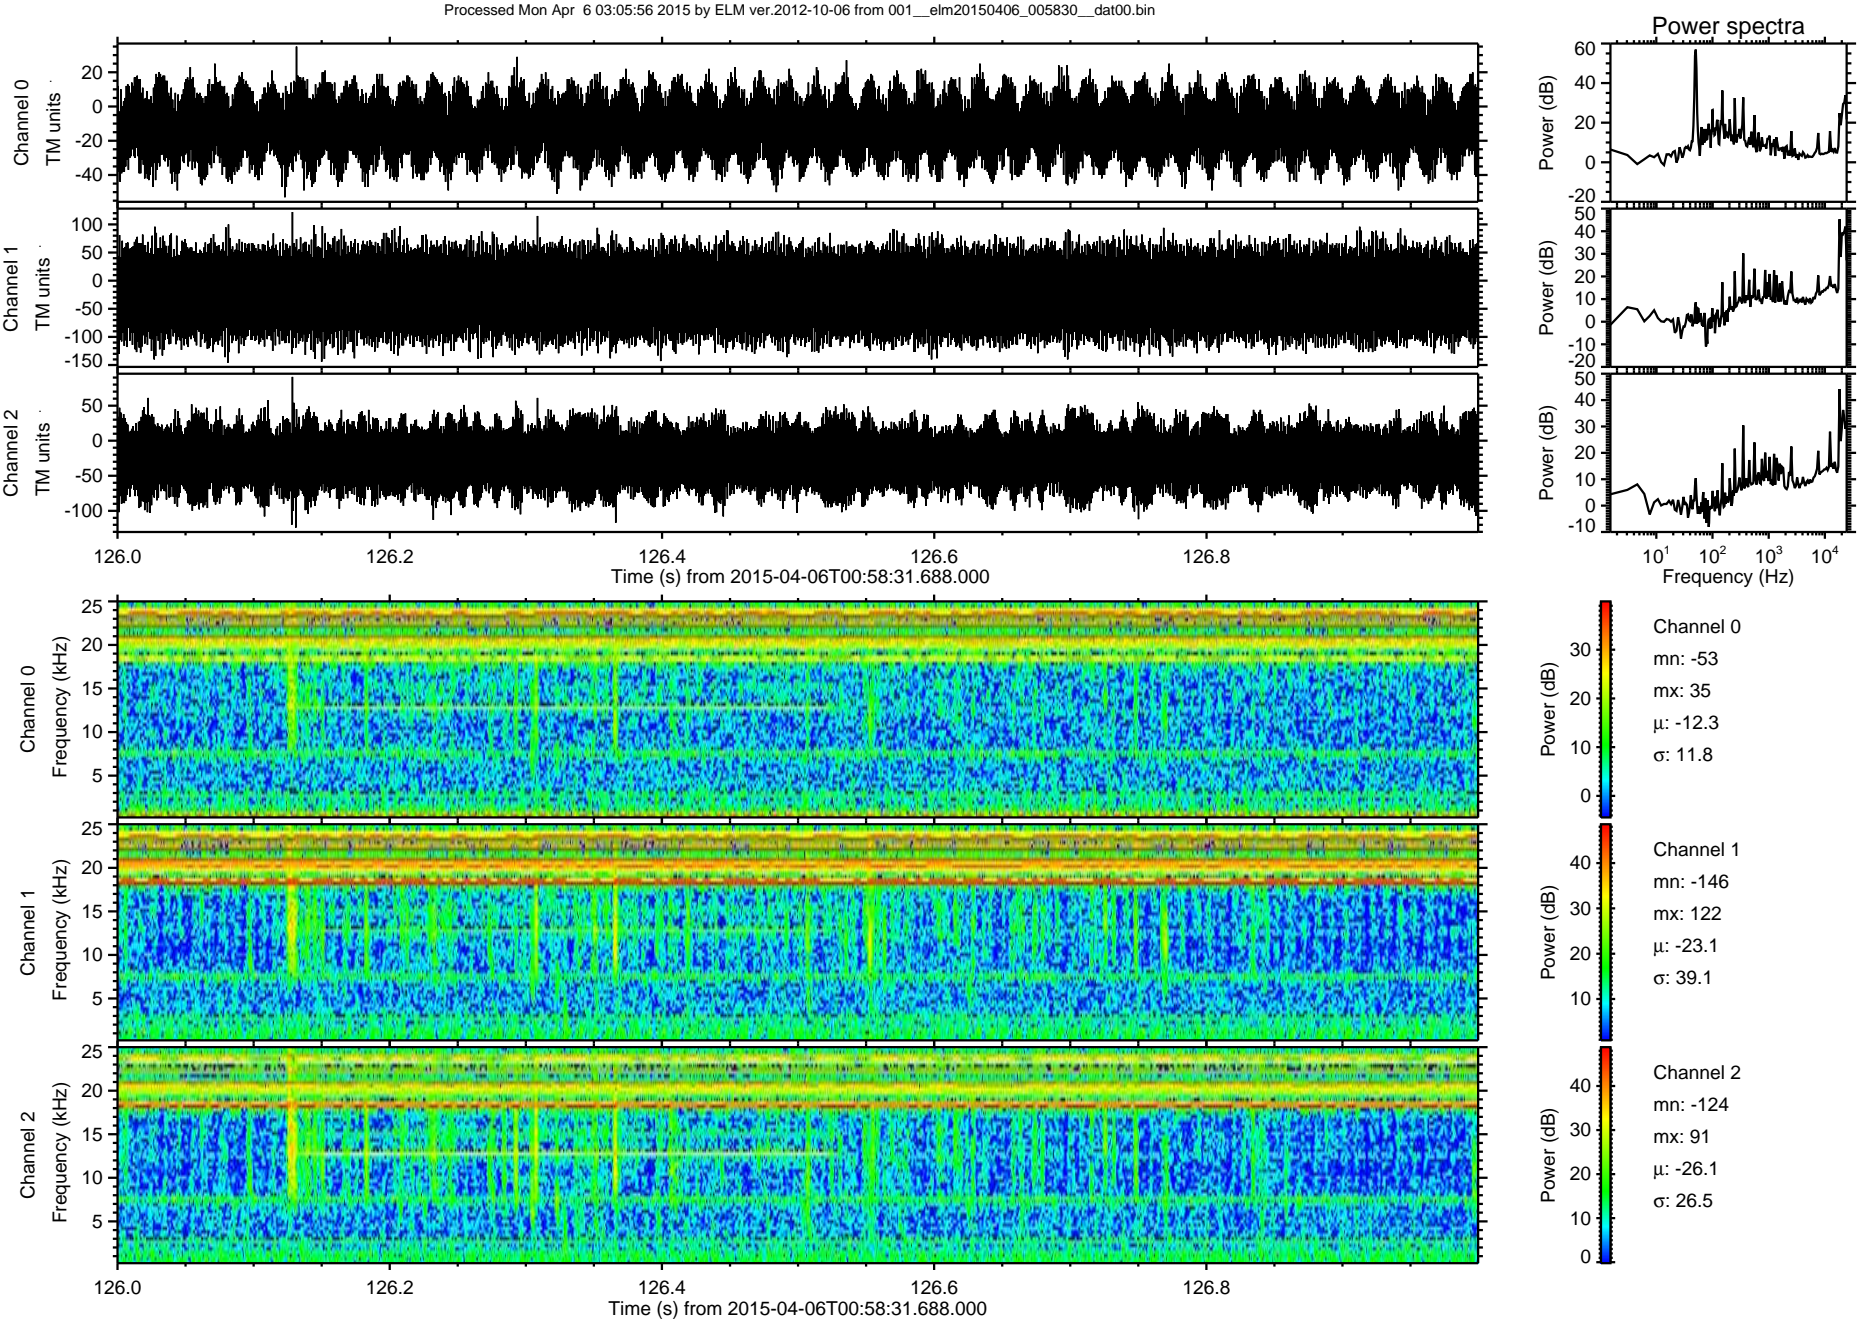 Processed Mon Apr  6 03:05:56 2015 by ELM ver.2012-10-06 from 001__elm20150406_005830__dat00.bin
Power spectra
Channel 0
TM units
20
0
-20
-40
Power (dB)
60
40
20
0
-20
Channel 1
TM units
100
50
0
-50
-100
-150
Power (dB)
50
40
30
20
10
0
-10
-20
Channel 2
TM units
50
0
-50
-100
Power (dB)
50
40
30
20
10
0
-10
126.0
126.2
126.4
126.6
126.8
Time (s) from 2015-04-06T00:58:31.688.000
10^1
10^2
10^3
10^4
Frequency (Hz)
Channel 0
Frequency (kHz)
25
20
15
10
5
Power (dB)
30
20
10
0
Channel 0
mn: -53
mx: 35
μ: -12.3
σ: 11.8
Channel 1
Frequency (kHz)
25
20
15
10
5
Power (dB)
40
30
20
10
Channel 1
mn: -146
mx: 122
μ: -23.1
σ: 39.1
Channel 2
Frequency (kHz)
25
20
15
10
5
Power (dB)
40
30
20
10
0
Channel 2
mn: -124
mx: 91
μ: -26.1
σ: 26.5
126.0
126.2
126.4
126.6
126.8
Time (s) from 2015-04-06T00:58:31.688.000